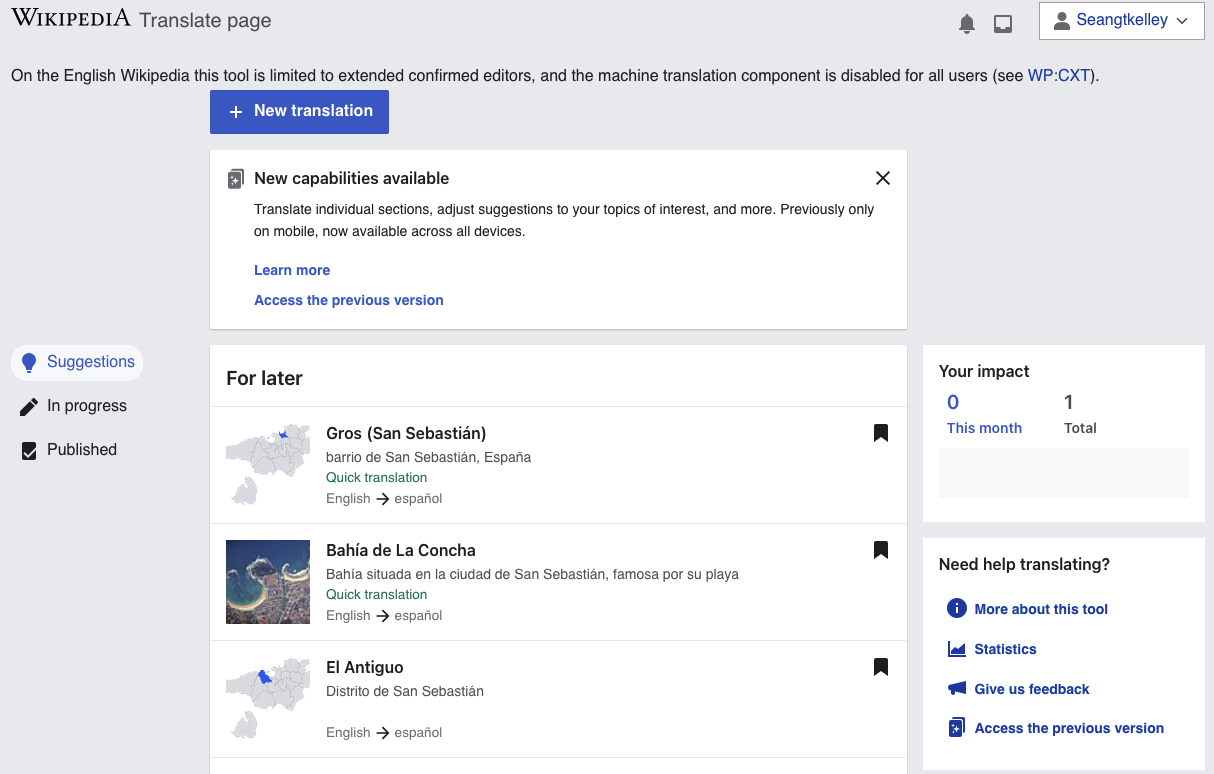 WIKIPEDIA Translate page
Seangtkelley
On the English Wikipedia this tool is limited to extended confirmed editors, and the machine translation component is disabled for all users (see WP:CXT).
+ New translation
New capabilities available
Translate individual sections, adjust suggestions to your topics of interest, and more. Previously only
on mobile, now available across all devices.
Learn more
Access the previous version
Suggestions
In progress
Published
For later
Gros (San Sebastián)
barrio de San Sebastián, España
Quick translation
English → español
Bahía de La Concha
Bahía situada en la ciudad de San Sebastián, famosa por su playa
Quick translation
English → español
El Antiguo
Distrito de San Sebastián
English → español
Your impact
0 1
This month Total
Need help translating?
More about this tool
Statistics
Give us feedback
Access the previous version